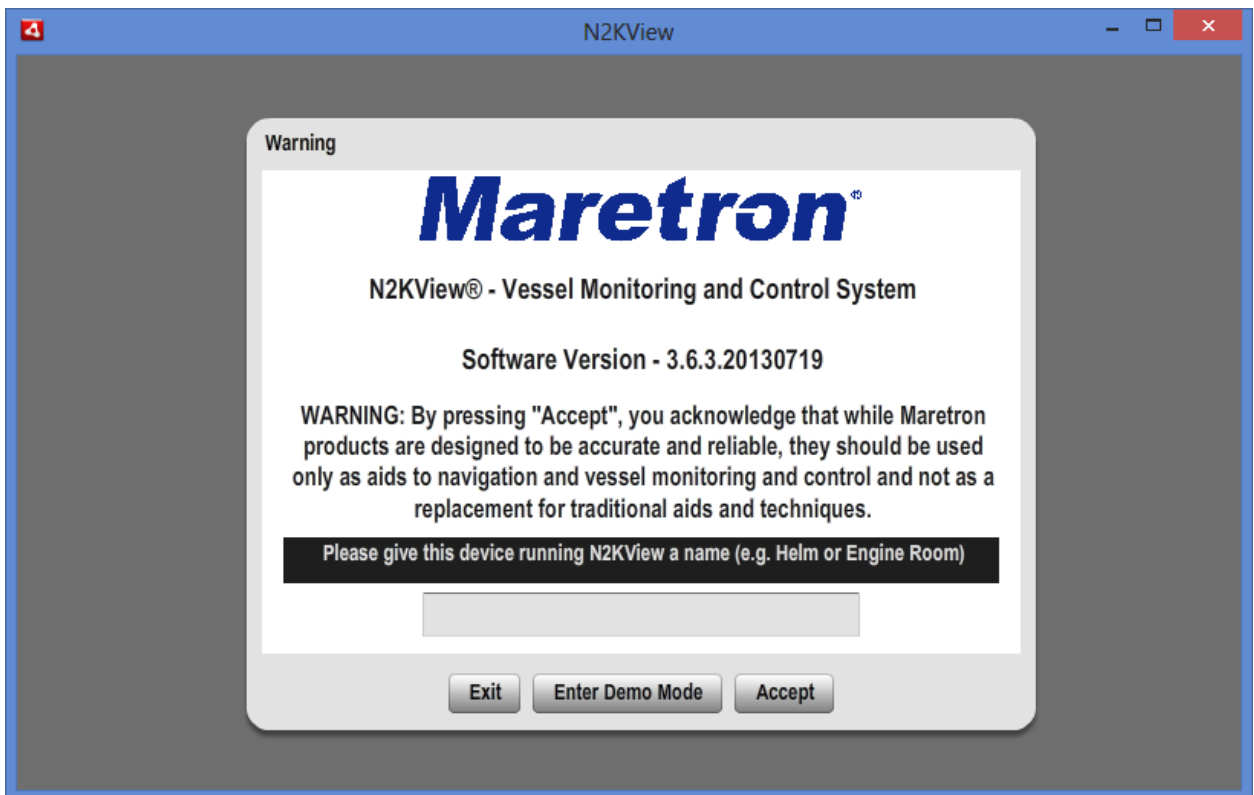 N2KView
Warning
Maretron®
N2KView® - Vessel Monitoring and Control System
Software Version - 3.6.3.20130719
WARNING: By pressing "Accept", you acknowledge that while Maretron
products are designed to be accurate and reliable, they should be used
only as aids to navigation and vessel monitoring and control and not as a
replacement for traditional aids and techniques.
Please give this device running N2KView a name (e.g. Helm or Engine Room)
Exit Enter Demo Mode Accept